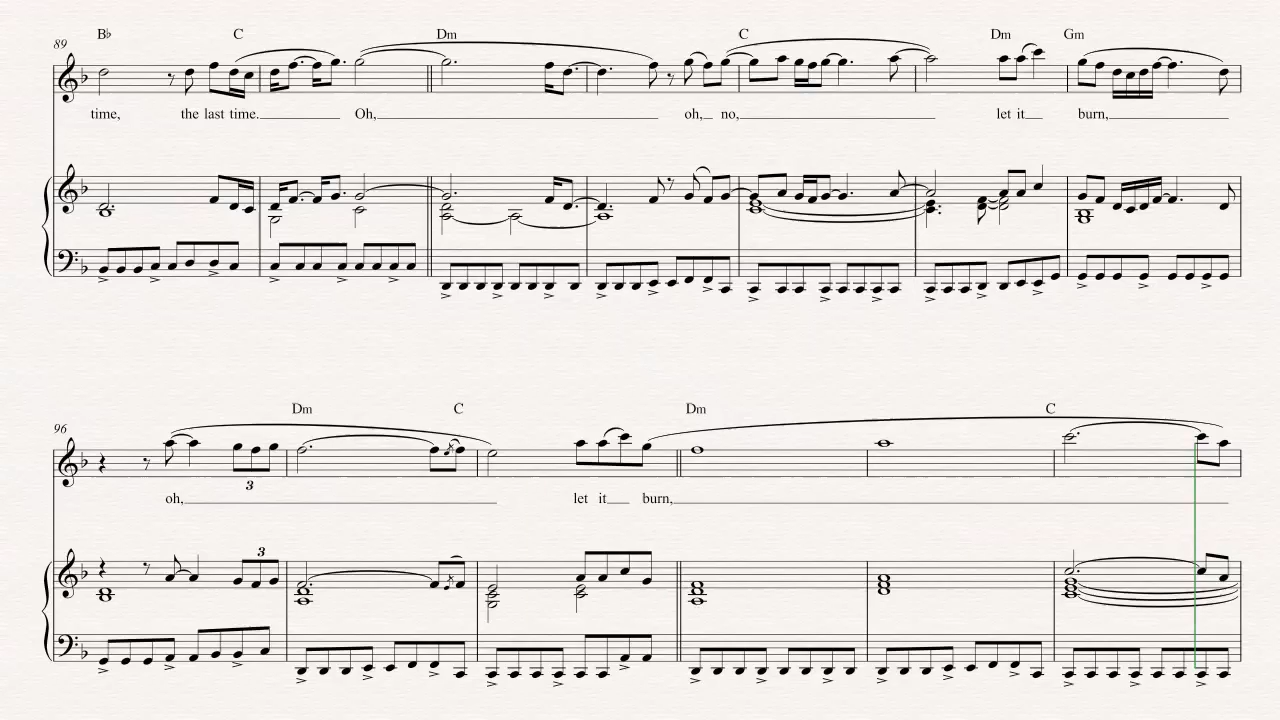 B♭ C Dm C Dm Gm
89
time, the last time. Oh, oh, no, let it burn,
Dm C Dm C
96
3
oh, let it burn,
3